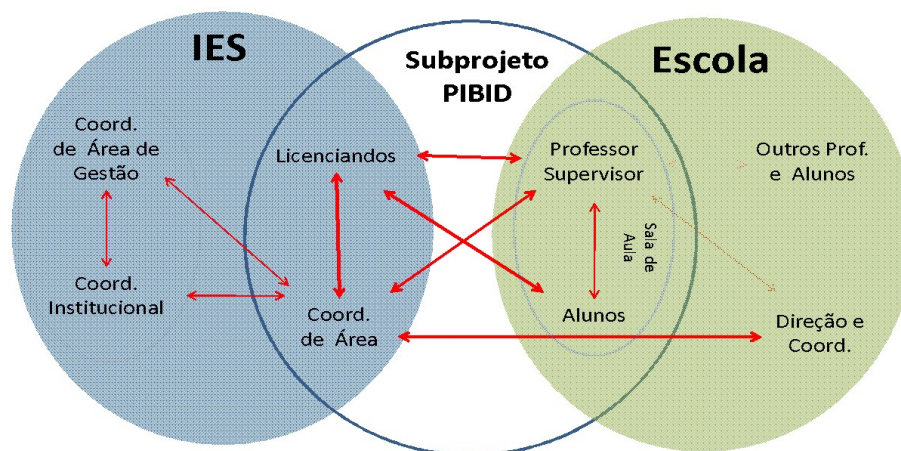 IES
Subprojeto
PIBID
Escola
Coord.
de Área de
Gestão
Licenciandos
Professor
Supervisor
Outros Prof.
e Alunos
Sala de
Aula
Coord.
Institucional
Coord.
de Área
Alunos
Direção e
Coord.